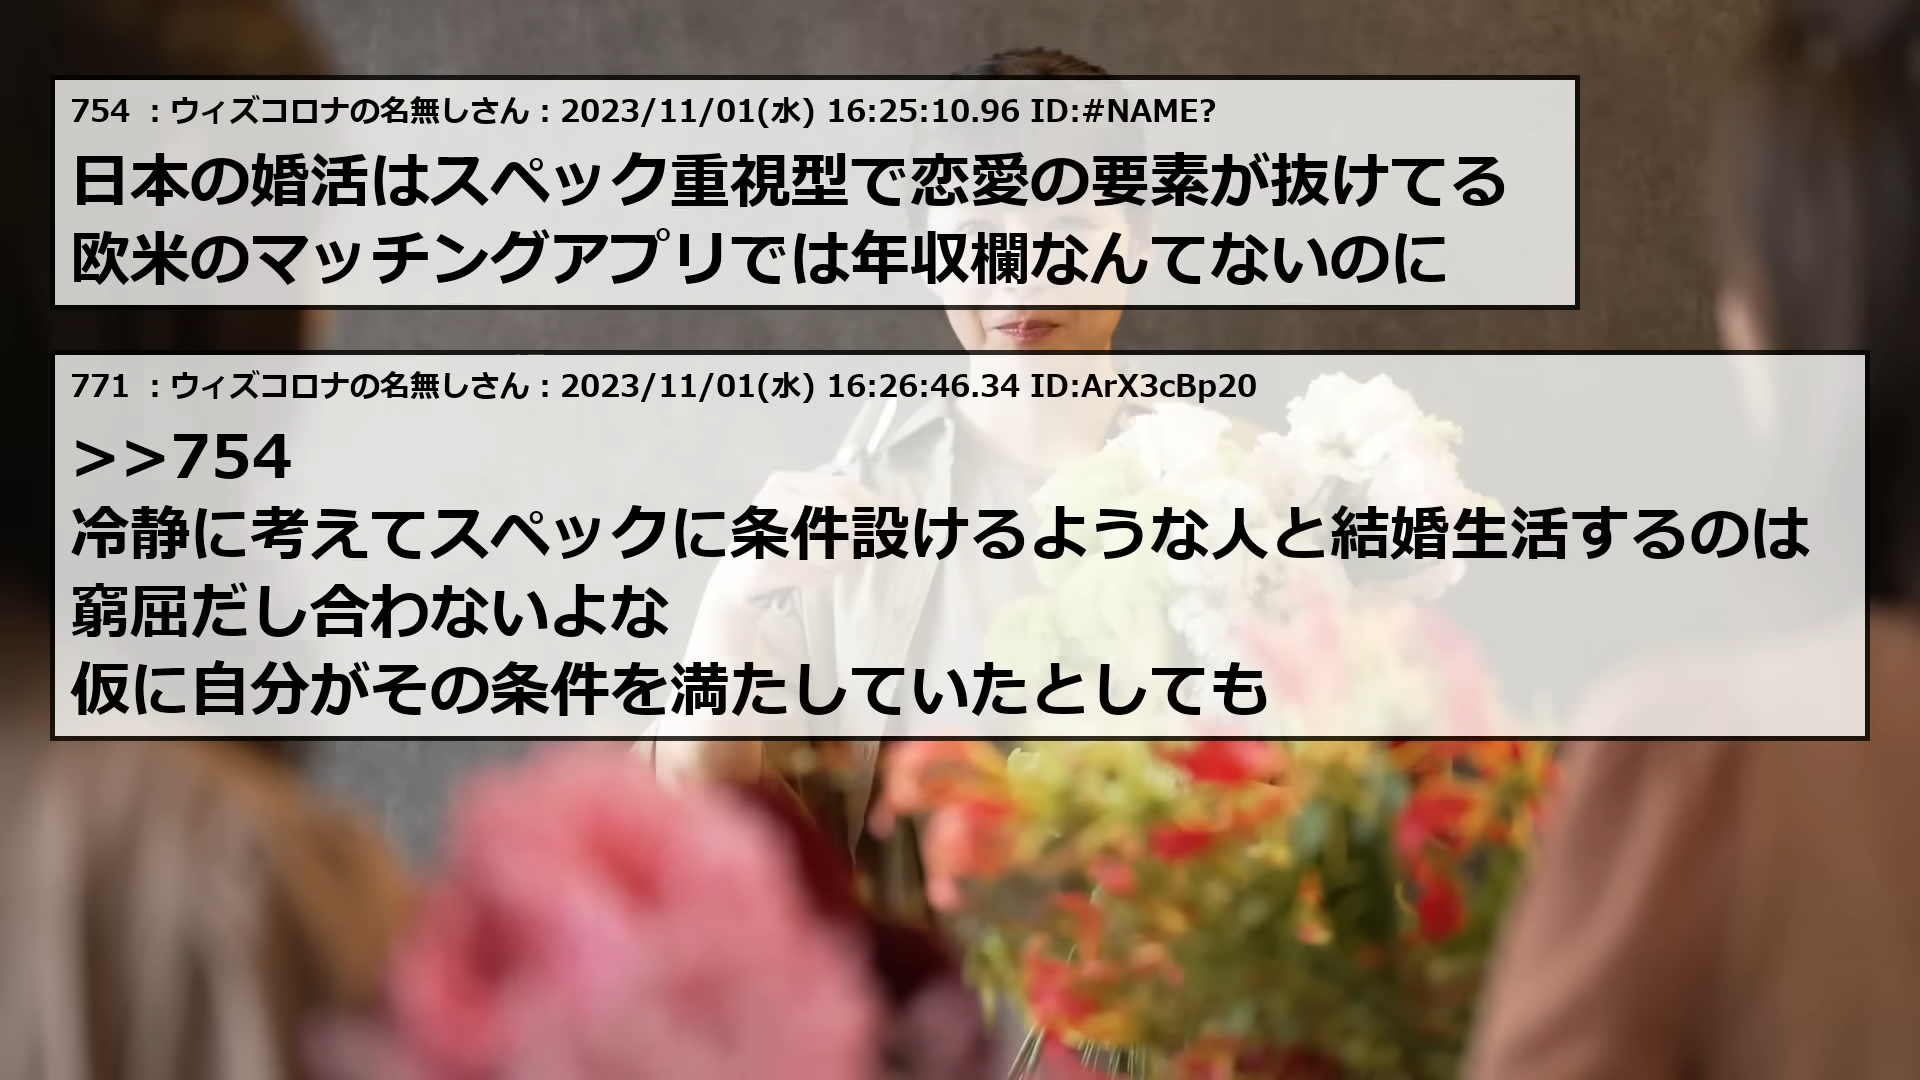 754 ：ウィズコロナの名無しさん：2023/11/01(水) 16:25:10.96 ID:#NAME?
日本の婚活はスペック重視型で恋愛の要素が抜けてる
欧米のマッチングアプリでは年収欄なんてないのに
771 ：ウィズコロナの名無しさん：2023/11/01(水) 16:26:46.34 ID:ArX3cBp20
>>754
冷静に考えてスペックに条件設けるような人と結婚生活するのは
窮屈だし合わないよな
仮に自分がその条件を満たしていたとしても